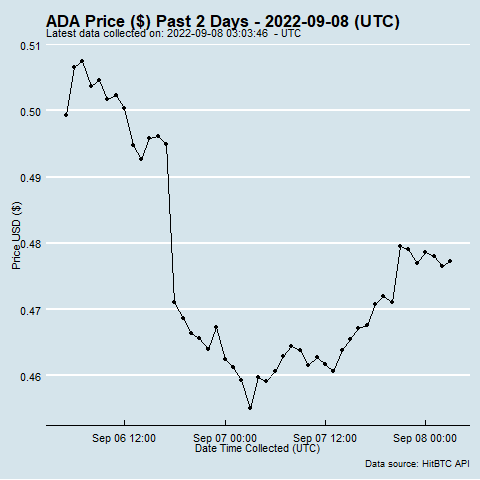 ADA Price ($) Past 2 Days - 2022-09-08 (UTC)
Latest data collected on: 2022-09-08 03:03:46 - UTC
0.51
0.50
0.49
0.48
0.47
0.46
Price USD ($)
Sep 06 12:00
Sep 07 00:00
Sep 07 12:00
Sep 08 00:00
Date Time Collected (UTC)
Data source: HitBTC API